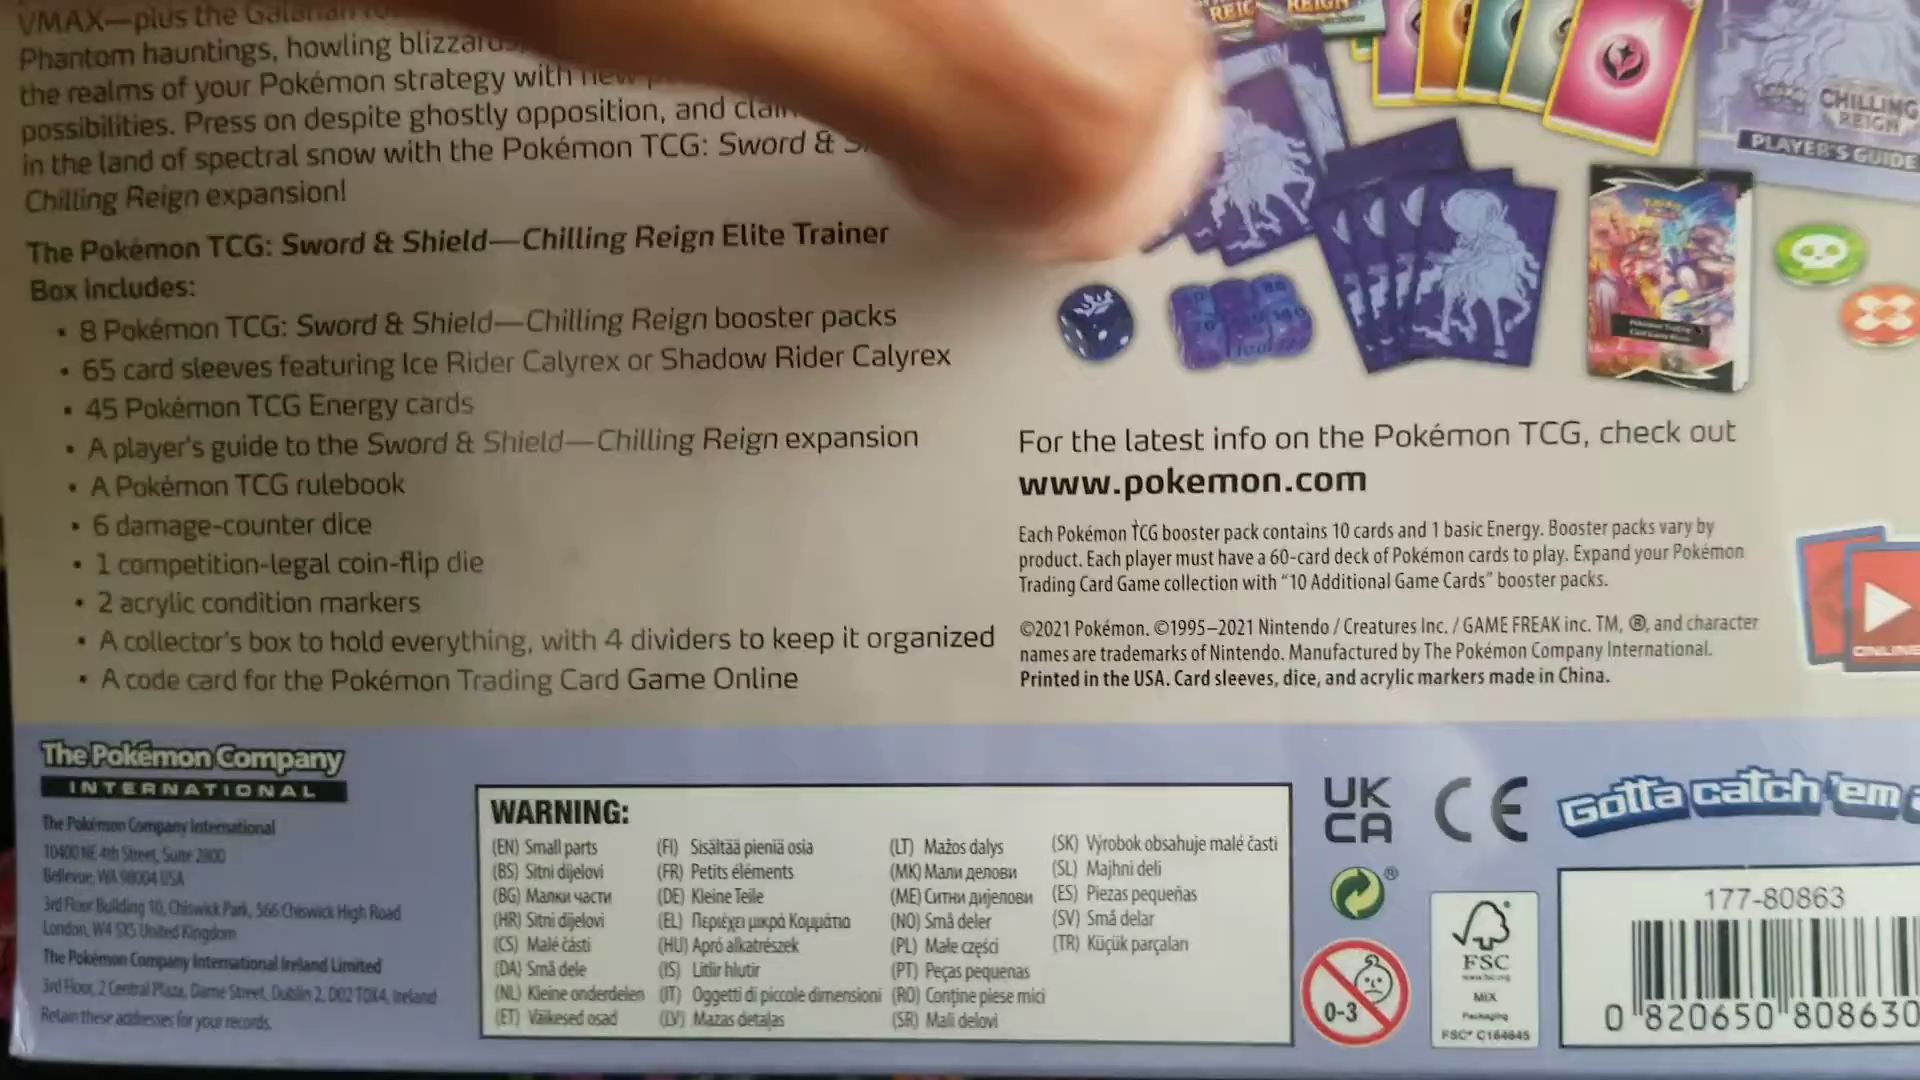 VMAX—plus the Galarian
Phantom hauntings, howling blizzards,
the realms of your Pokémon strategy with new
possibilities. Press on despite ghostly opposition, and claim
in the land of spectral snow with the Pokémon TCG: Sword &
Chilling Reign expansion!
The Pokémon TCG: Sword & Shield—Chilling Reign Elite Trainer
Box includes:
• 8 Pokémon TCG: Sword & Shield—Chilling Reign booster packs
• 65 card sleeves featuring Ice Rider Calyrex or Shadow Rider Calyrex
• 45 Pokémon TCG Energy cards
• A player's guide to the Sword & Shield—Chilling Reign expansion
• A Pokémon TCG rulebook
• 6 damage-counter dice
• 1 competition-legal coin-flip die
• 2 acrylic condition markers
• A collector's box to hold everything, with 4 dividers to keep it organized
• A code card for the Pokémon Trading Card Game Online
REIGN
CHILLING
REIGN
PLAYER'S GUIDE
For the latest info on the Pokémon TCG, check out
www.pokemon.com
Each Pokémon TCG booster pack contains 10 cards and 1 basic Energy. Booster packs vary by
product. Each player must have a 60-card deck of Pokémon cards to play. Expand your Pokémon
Trading Card Game collection with “10 Additional Game Cards” booster packs.
©2021 Pokémon. ©1995–2021 Nintendo / Creatures Inc. / GAME FREAK inc. TM, ®, and character
names are trademarks of Nintendo. Manufactured by The Pokémon Company International.
Printed in the USA. Card sleeves, dice, and acrylic markers made in China.
ONLINE
The Pokémon Company
INTERNATIONAL
The Pokémon Company International
10400 NE 4th Street, Suite 2800
Bellevue, WA 98004 USA
3rd Floor Building 10, Chiswick Park, 566 Chiswick High Road
London, W4 5XS United Kingdom
The Pokémon Company International Ireland Limited
3rd Floor, 2 Central Plaza, Dame Street, Dublin 2, D02 T0X4, Ireland
Retain these addresses for your records.
WARNING:
(EN) Small parts
(BS) Sitni dijelovi
(BG) Малки части
(HR) Sitni dijelovi
(CS) Malé části
(DA) Små dele
(NL) Kleine onderdelen
(ET) Väikesed osad
(FI) Sisältää pieniä osia
(FR) Petits éléments
(DE) Kleine Teile
(EL) Περιέχει μικρά Κομμάτια
(HU) Apró alkatrészek
(IS) Litlir hlutir
(IT) Oggetti di piccole dimensioni
(LV) Mazas detaļas
(LT) Mažos dalys
(MK) Мали делови
(ME) Ситни дијелови
(NO) Små deler
(PL) Małe części
(PT) Peças pequenas
(RO) Conține piese mici
(SR) Mali delovi
(SK) Výrobok obsahuje malé časti
(SL) Majhni deli
(ES) Piezas pequeñas
(SV) Små delar
(TR) Küçük parçaları
UK
CA
CE
®
0-3
FSC
www.fsc.org
MIX
Packaging
FSC® C164645
Gotta catch 'em
177-80863
0 820650 808630